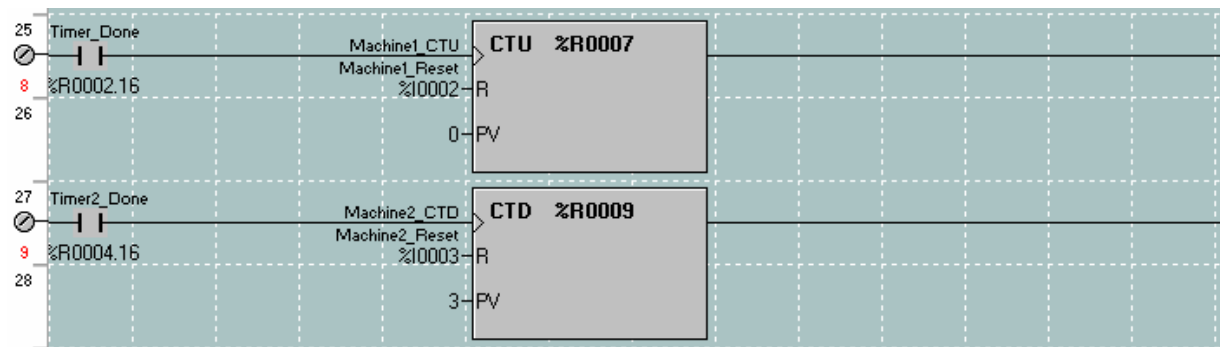 25 Timer_Done
Machine1_CTU CTU %R0007
Machine1_Reset
8 %R0002.16 %I0002 R
26
0 PV
27 Timer2_Done
Machine2_CTD CTD %R0009
Machine2_Reset
9 %R0004.16 %I0003 R
28
3 PV